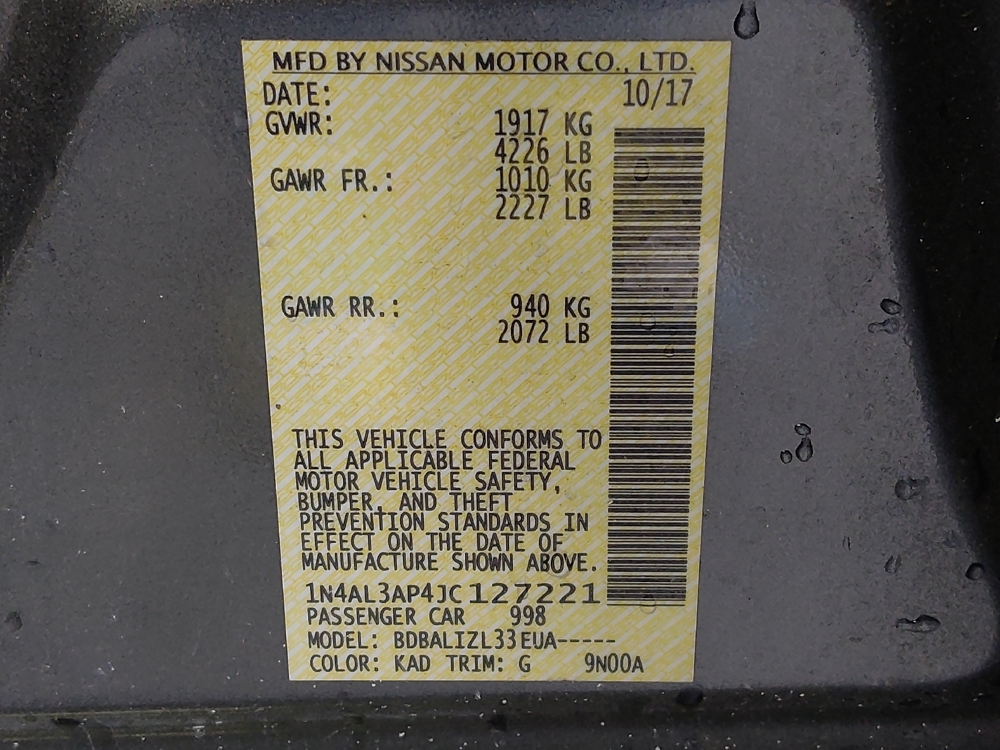 MFD BY NISSAN MOTOR CO., LTD.
DATE: 10/17
GVWR: 1917 KG
4226 LB
GAWR FR.: 1010 KG
2227 LB
GAWR RR.: 940 KG
2072 LB
THIS VEHICLE CONFORMS TO
ALL APPLICABLE FEDERAL
MOTOR VEHICLE SAFETY,
BUMPER, AND THEFT
PREVENTION STANDARDS IN
EFFECT ON THE DATE OF
MANUFACTURE SHOWN ABOVE.
1N4AL3AP4JC127221
PASSENGER CAR 998
MODEL: BDBALIZL33EUA-----
COLOR: KAD TRIM: G 9N00A